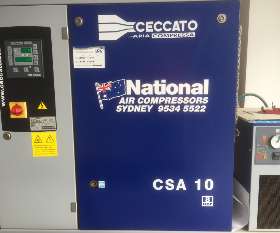 CECCATO
ARIA COMPRESSA
National
AIR COMPRESSORS
SYDNEY 9534 5522
CSA 10